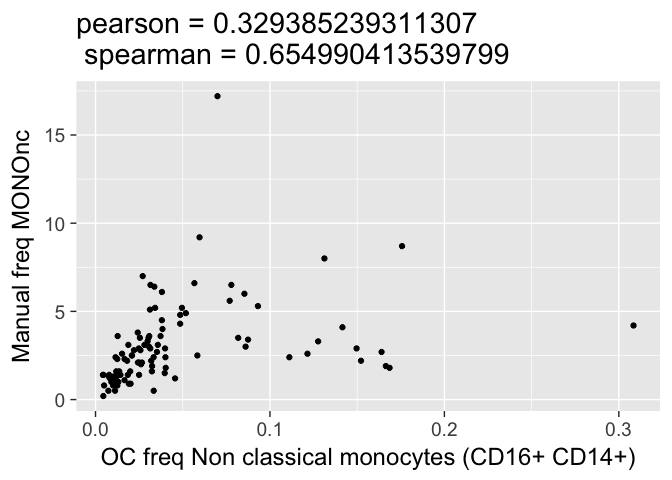 pearson = 0.329385239311307
spearman = 0.654990413539799
15
10
5
0
Manual freq MONOnc
0.0 0.1 0.2 0.3
OC freq Non classical monocytes (CD16+ CD14+)